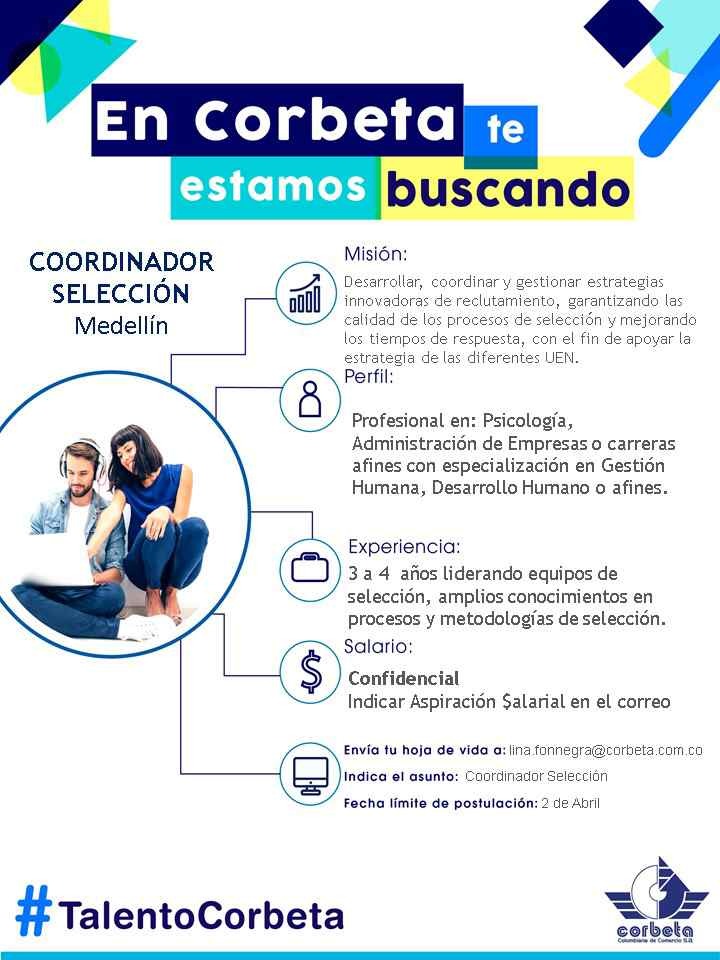 En Corbeta te
estamos buscando
COORDINADOR
SELECCIÓN
Medellín
Misión:
Desarrollar, coordinar y gestionar estrategias
innovadoras de reclutamiento, garantizando las
calidad de los procesos de selección y mejorando
los tiempos de respuesta, con el fin de apoyar la
estrategia de las diferentes UEN.
Perfil:
Profesional en: Psicología,
Administración de Empresas o carreras
afines con especialización en Gestión
Humana, Desarrollo Humano o afines.
Experiencia:
3 a 4 años liderando equipos de
selección, amplios conocimientos en
procesos y metodologías de selección.
Salario:
$
Confidencial
Indicar Aspiración $alarial en el correo
Envía tu hoja de vida a: lina.fonnegra@corbeta.com.co
Indica el asunto: Coordinador Selección
Fecha límite de postulación: 2 de Abril
#TalentoCorbeta
corbeta
Colombiana de Comercio S.A